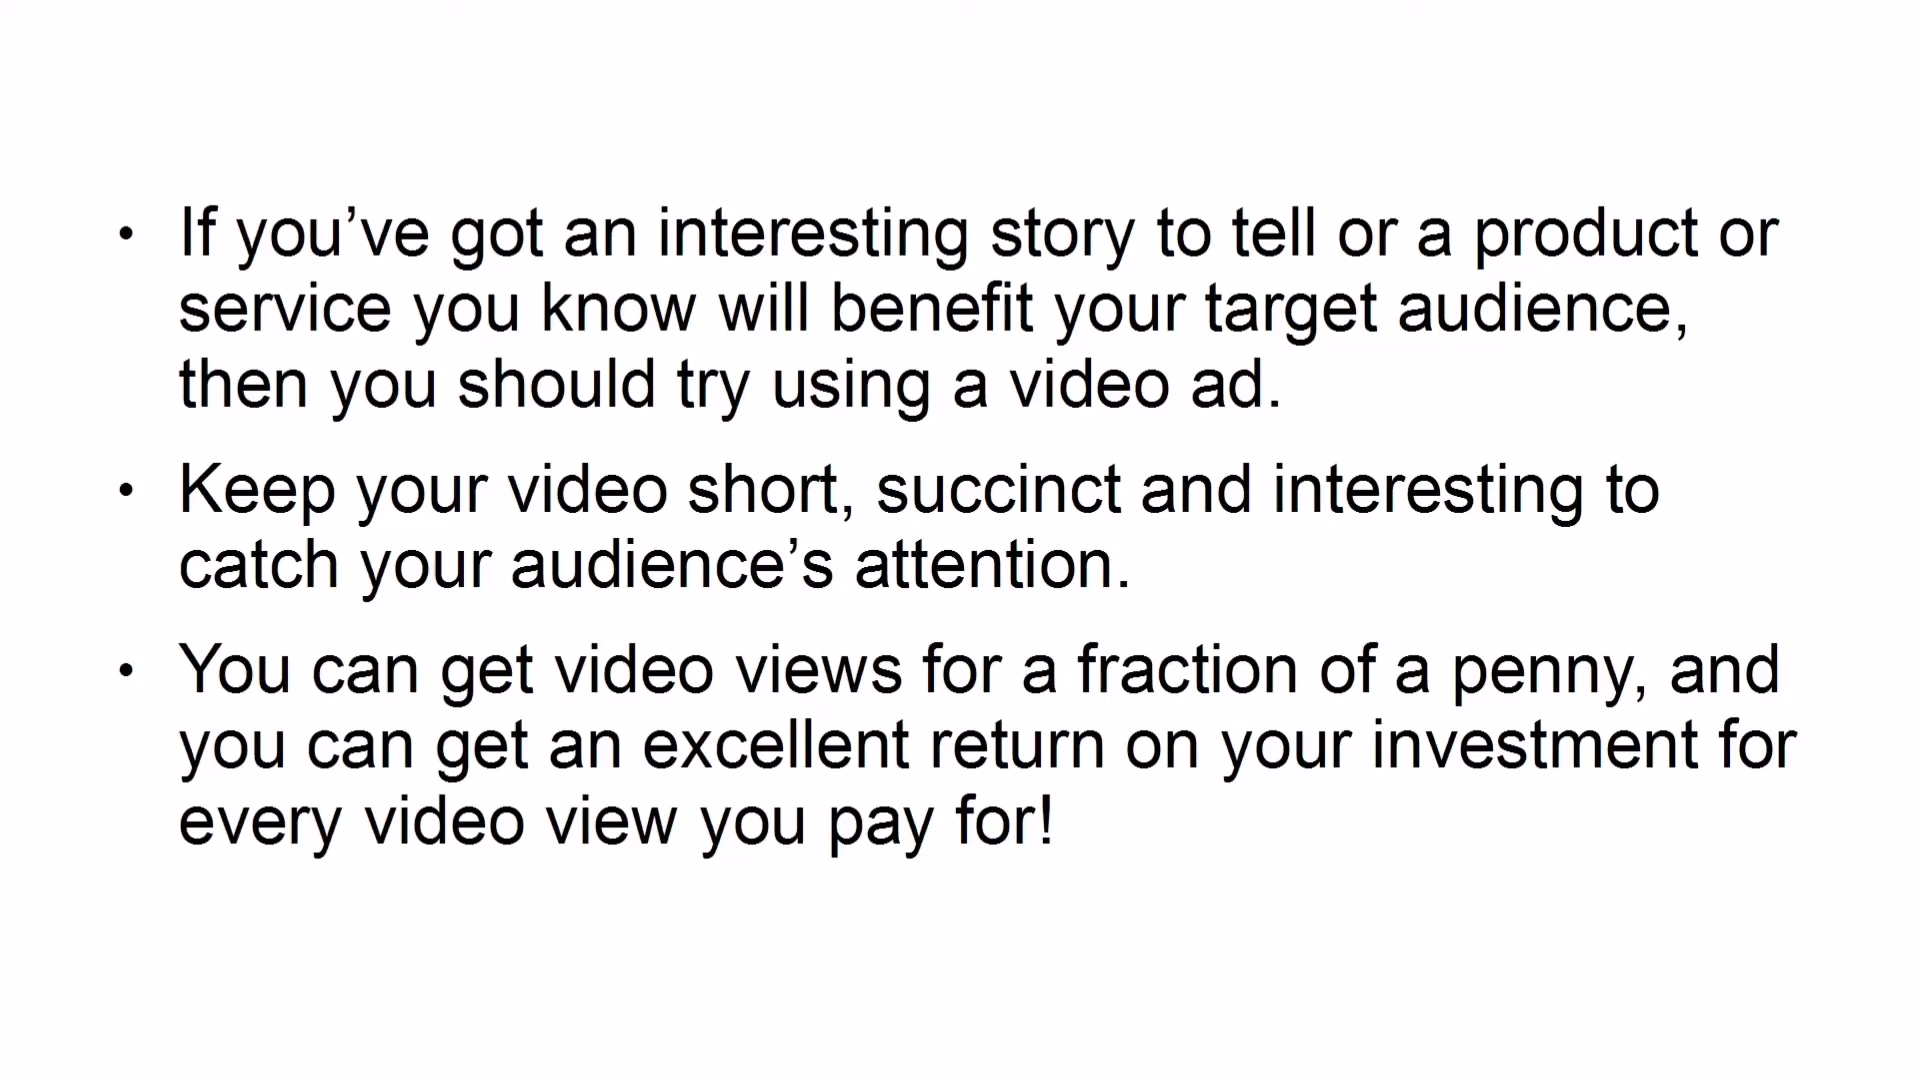 • If you’ve got an interesting story to tell or a product or
service you know will benefit your target audience,
then you should try using a video ad.
• Keep your video short, succinct and interesting to
catch your audience’s attention.
• You can get video views for a fraction of a penny, and
you can get an excellent return on your investment for
every video view you pay for!